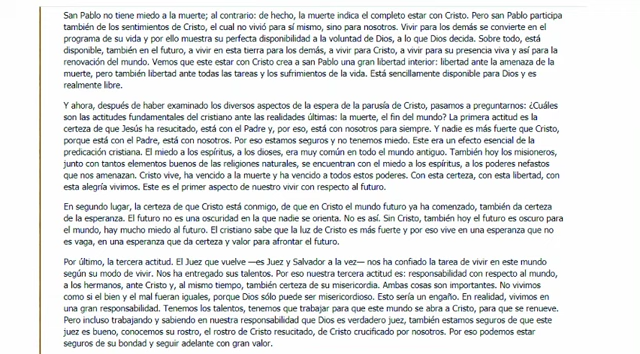 San Pablo no tiene miedo a la muerte; al contrario: de hecho, la muerte indica el completo estar con Cristo. Pero san Pablo participa
también de los sentimientos de Cristo, el cual no vivió para sí mismo, sino para nosotros. Vivir para los demás se convierte en el
programa de su vida y por ello muestra su perfecta disponibilidad a la voluntad de Dios, a lo que Dios decida. Sobre todo, está
disponible, también en el futuro, a vivir en esta tierra para los demás, a vivir para Cristo, a vivir para su presencia viva y así para la
renovación del mundo. Vemos que este estar con Cristo crea a san Pablo una gran libertad interior: libertad ante la amenaza de la
muerte, pero también libertad ante todas las tareas y los sufrimientos de la vida. Está sencillamente disponible para Dios y es
realmente libre.
Y ahora, después de haber examinado los diversos aspectos de la espera de la parusía de Cristo, pasamos a preguntarnos: ¿Cuáles
son las actitudes fundamentales del cristiano ante las realidades últimas: la muerte, el fin del mundo? La primera actitud es la
certeza de que Jesús ha resucitado, está con el Padre y, por eso, está con nosotros para siempre. Y nadie es más fuerte que Cristo,
porque está con el Padre, está con nosotros. Por eso estamos seguros y no tenemos miedo. Este era un efecto esencial de la
predicación cristiana. El miedo a los espíritus, a los dioses, era muy común en todo el mundo antiguo. También hoy los misioneros,
junto con tantos elementos buenos de las religiones naturales, se encuentran con el miedo a los espíritus, a los poderes nefastos
que nos amenazan. Cristo vive, ha vencido a la muerte y ha vencido a todos estos poderes. Con esta certeza, con esta libertad, con
esta alegría vivimos. Este es el primer aspecto de nuestro vivir con respecto al futuro.
En segundo lugar, la certeza de que Cristo está conmigo, de que en Cristo el mundo futuro ya ha comenzado, también da certeza
de la esperanza. El futuro no es una oscuridad en la que nadie se orienta. No es así. Sin Cristo, también hoy el futuro es oscuro para
el mundo, hay mucho miedo al futuro. El cristiano sabe que la luz de Cristo es más fuerte y por eso vive en una esperanza que no
es vaga, en una esperanza que da certeza y valor para afrontar el futuro.
Por último, la tercera actitud. El Juez que vuelve —es Juez y Salvador a la vez— nos ha confiado la tarea de vivir en este mundo
según su modo de vivir. Nos ha entregado sus talentos. Por eso nuestra tercera actitud es: responsabilidad con respecto al mundo,
a los hermanos, ante Cristo y, al mismo tiempo, también certeza de su misericordia. Ambas cosas son importantes. No vivimos
como si el bien y el mal fueran iguales, porque Dios sólo puede ser misericordioso. Esto sería un engaño. En realidad, vivimos en
una gran responsabilidad. Tenemos los talentos, tenemos que trabajar para que este mundo se abra a Cristo, para que se renueve.
Pero incluso trabajando y sabiendo en nuestra responsabilidad que Dios es verdadero juez, también estamos seguros de que este
juez es bueno, conocemos su rostro, el rostro de Cristo resucitado, de Cristo crucificado por nosotros. Por eso podemos estar
seguros de su bondad y seguir adelante con gran valor.